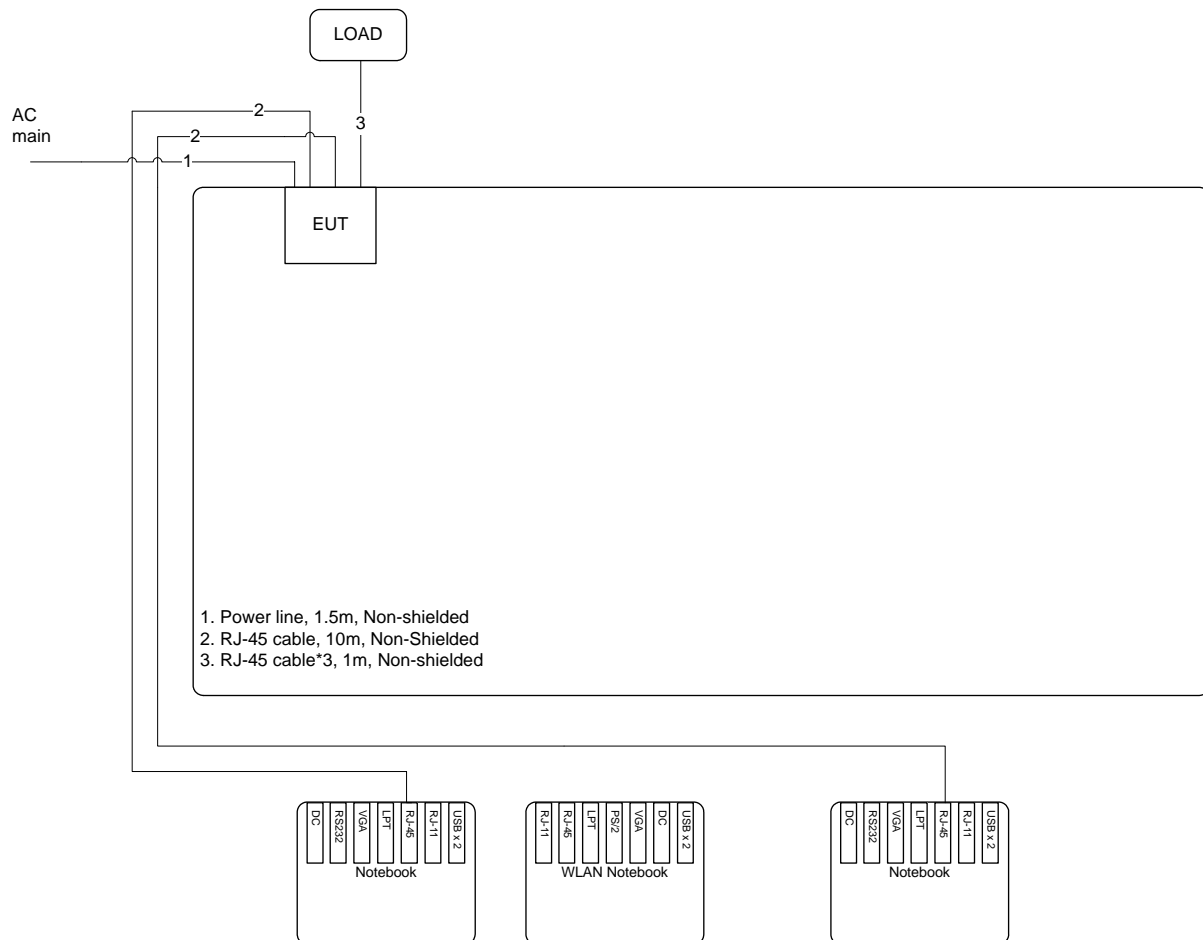 LOAD
AC
main
2
2
3
1
EUT
1. Power line, 1.5m, Non-shielded
2. RJ-45 cable, 10m, Non-Shielded
3. RJ-45 cable*3, 1m, Non-shielded
DC
RS232
VGA
LPT
RJ-45
RJ-11
USB x 2
Notebook
RJ-11
RJ-45
LPT
PS/2
VGA
DC
USB x 2
WLAN Notebook
DC
RS232
VGA
LPT
RJ-45
RJ-11
USB x 2
Notebook